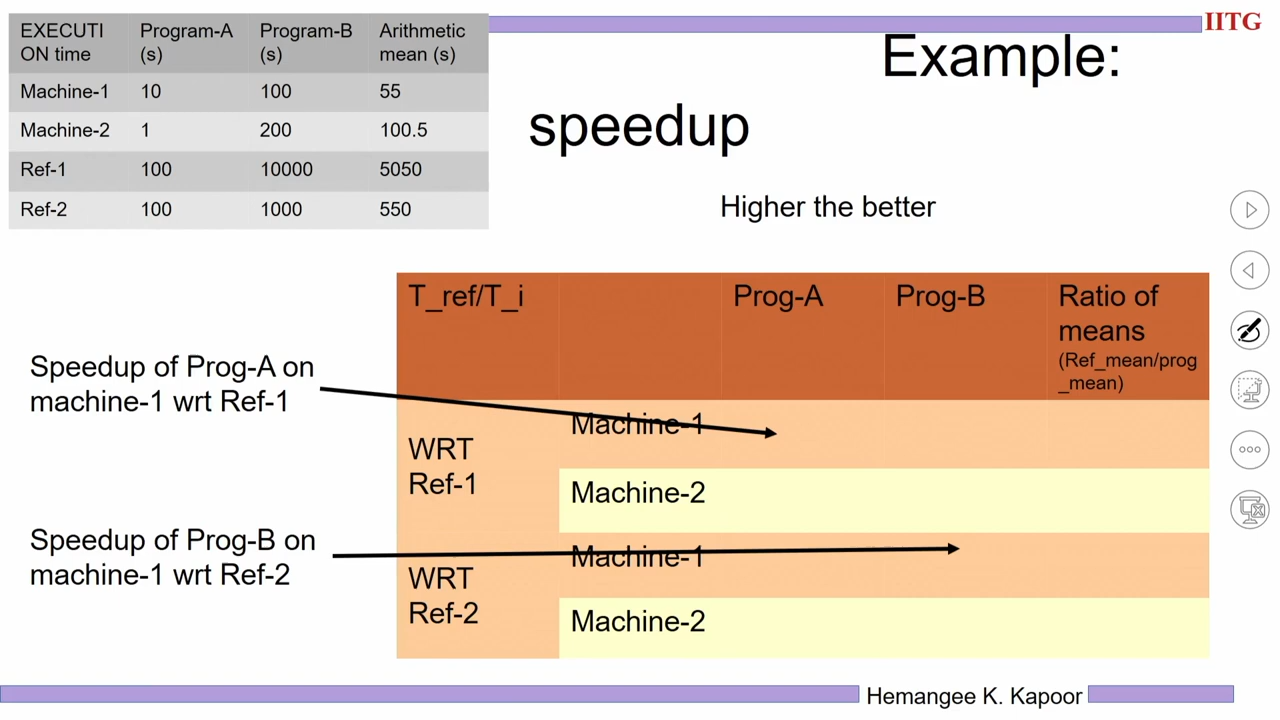 EXECUTI Program-A Program-B Arithmetic
ON time (s) (s) mean (s)
Machine-1 10 100 55
Machine-2 1 200 100.5
Ref-1 100 10000 5050
Ref-2 100 1000 550
IITG
Example:
speedup
Higher the better
T_ref/T_i Prog-A Prog-B Ratio of
means
(Ref_mean/prog
_mean)
Speedup of Prog-A on
machine-1 wrt Ref-1
WRT
Ref-1
Machine-1
Machine-2
Speedup of Prog-B on
machine-1 wrt Ref-2
WRT
Ref-2
Machine-1
Machine-2
Hemangee K. Kapoor